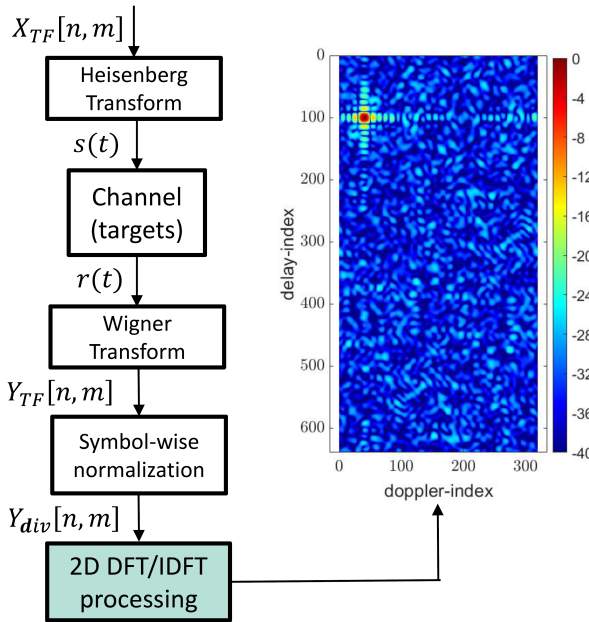 X_TF[n, m]
Heisenberg
Transform
s(t)
Channel
(targets)
r(t)
Wigner
Transform
Y_TF[n, m]
Symbol-wise
normalization
Y_div[n, m]
2D DFT/IDFT
processing
delay-index
0
100
200
300
400
500
600
0 100 200 300
doppler-index
0
-4
-8
-12
-16
-20
-24
-28
-32
-36
-40